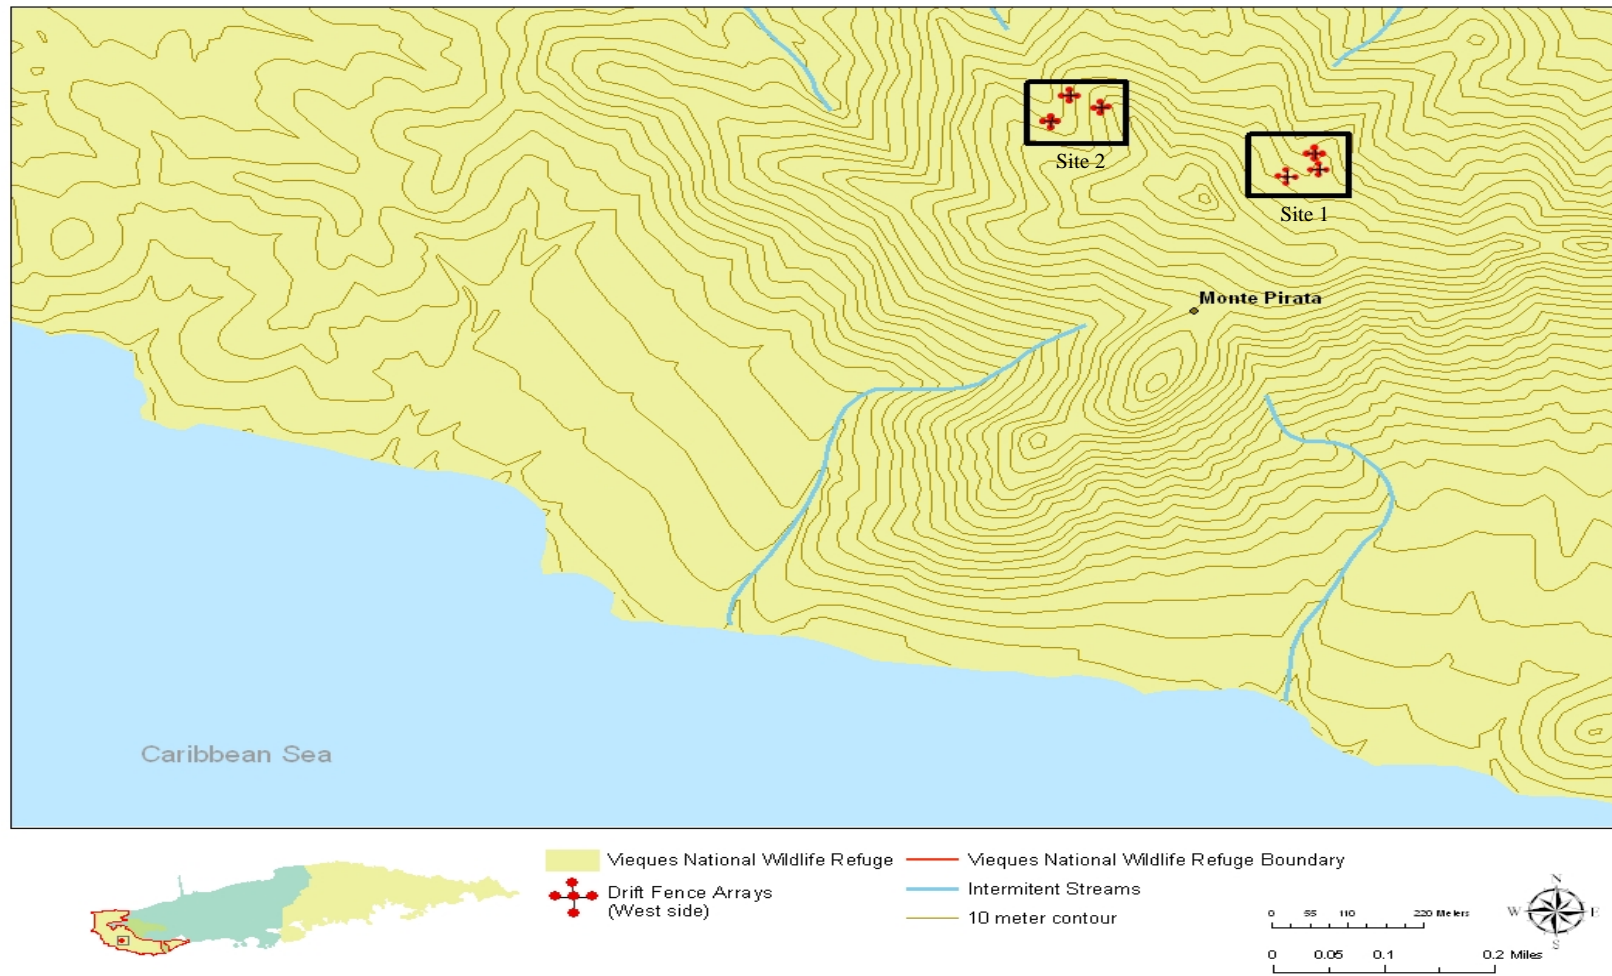 Site 2
Site 1
Monte Pirata
Caribbean Sea
Vieques National Wildlife Refuge
Drift Fence Arrays
(West side)
Vieques National Wildlife Refuge Boundary
Intermitent Streams
10 meter contour
0 55 110 220 Meters
0 0.05 0.1 0.2 Miles
N
W E
S